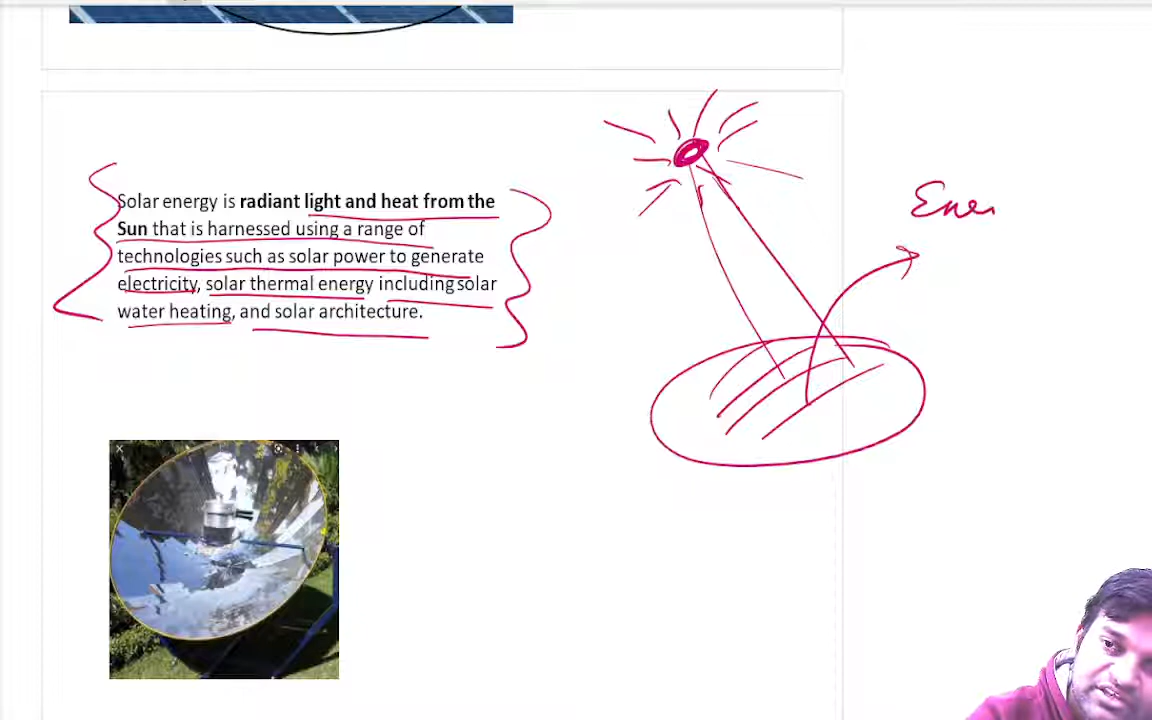 Solar energy is radiant light and heat from the
Sun that is harnessed using a range of
technologies such as solar power to generate
electricity, solar thermal energy including solar
water heating, and solar architecture.
Ener